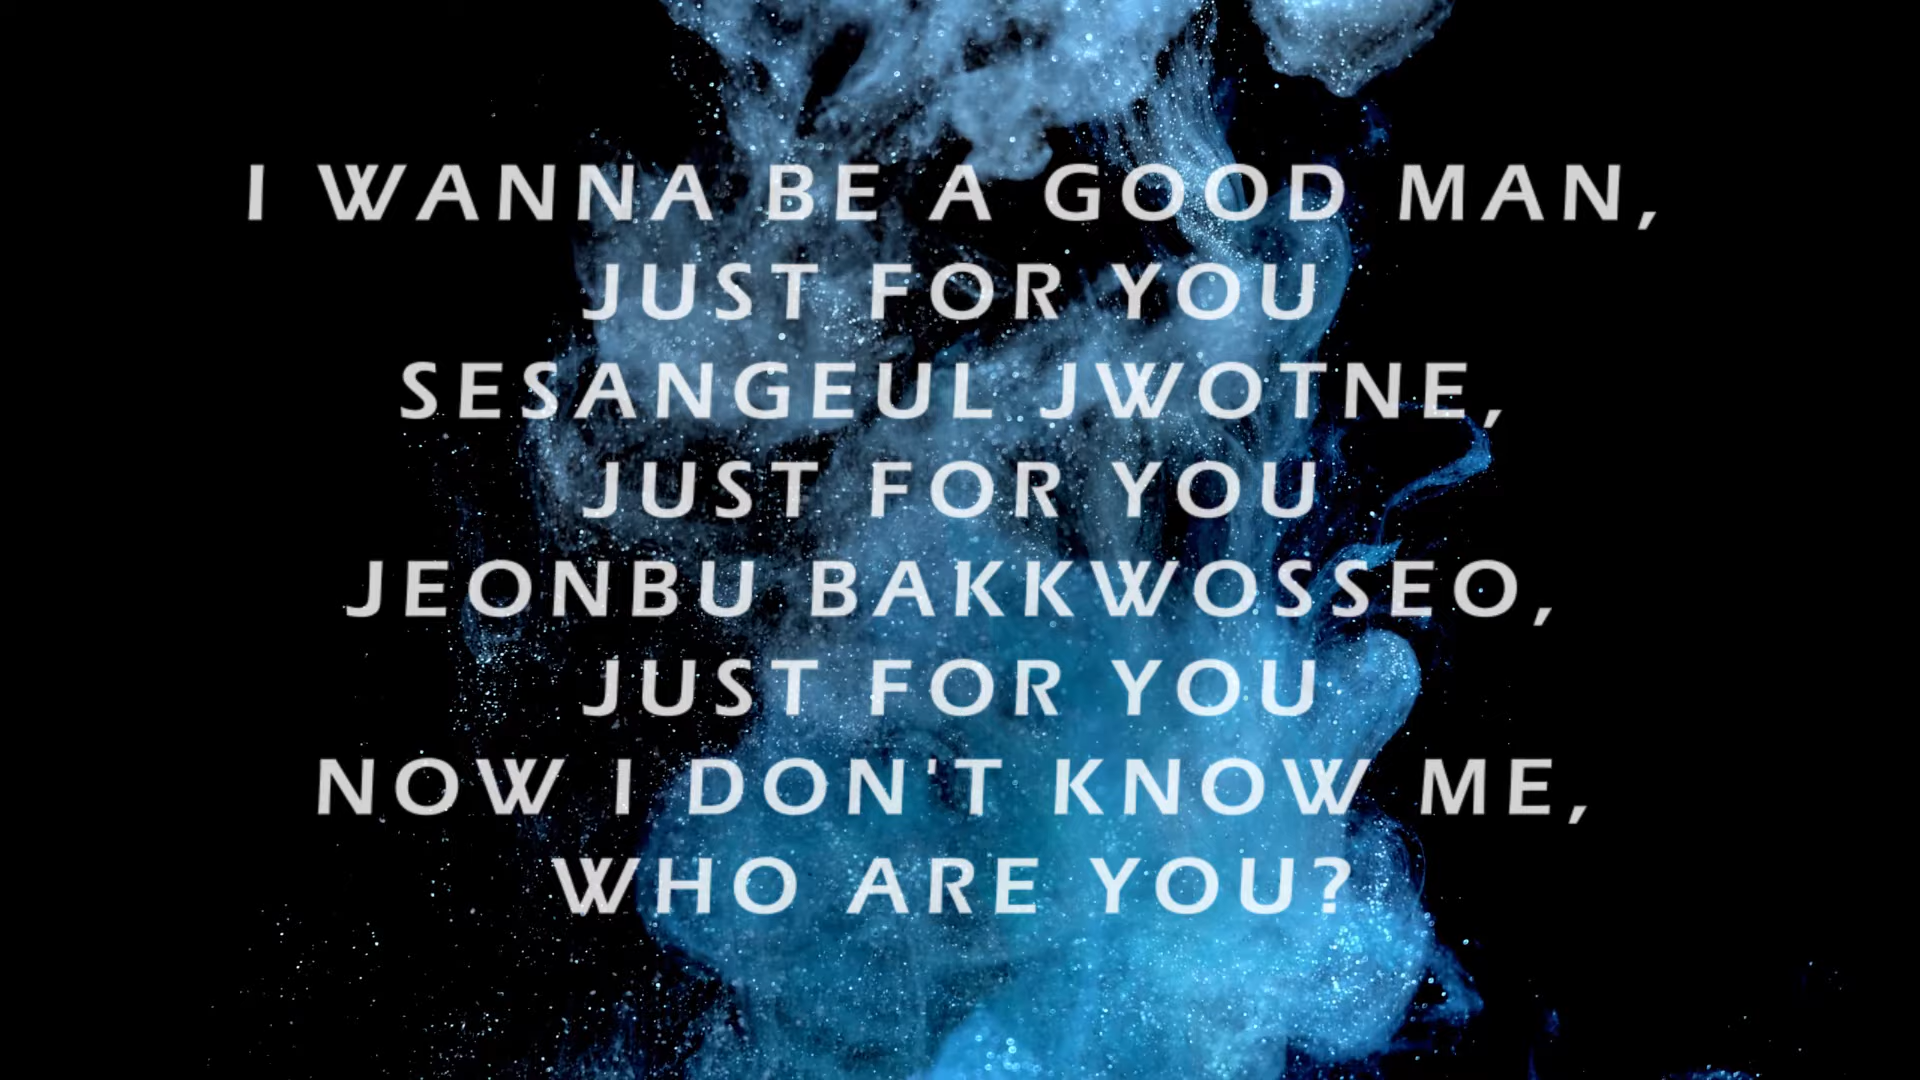 I WANNA BE A GOOD MAN,
JUST FOR YOU
SESANGEUL JWOTNE,
JUST FOR YOU
JEONBU BAKKWOSSEO,
JUST FOR YOU
NOW I DON'T KNOW ME,
WHO ARE YOU?